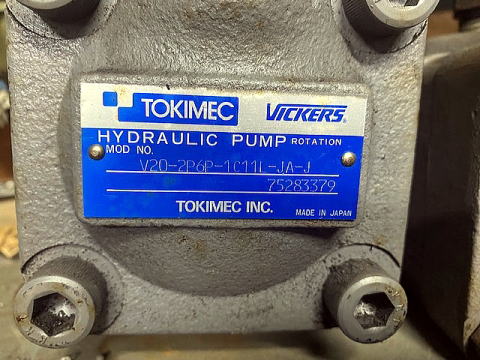 TOKIMEC VICKERS
HYDRAULIC PUMP ROTATION
MOD NO.
V20-2P6P-1C11L-JA-J
75283379
TOKIMEC INC.
MADE IN JAPAN